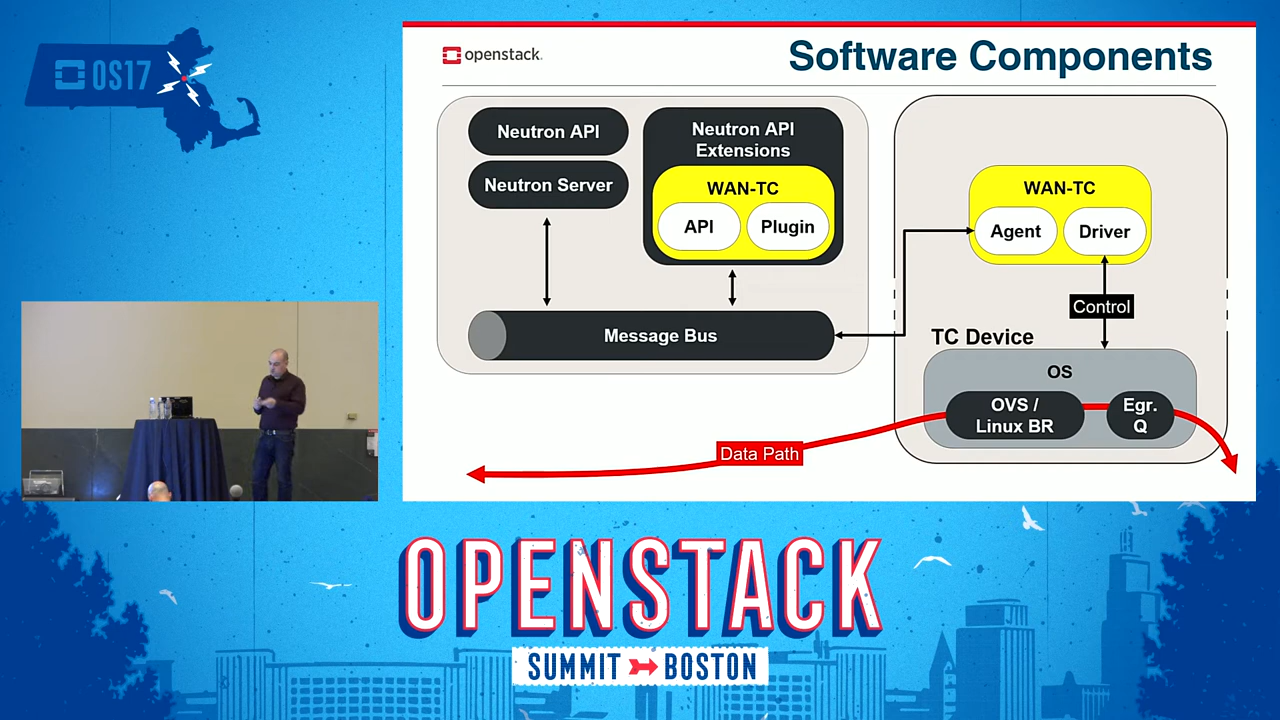 OS17
openstack.
Software Components
Neutron API
Neutron Server
Neutron API
Extensions
WAN-TC
API
Plugin
Message Bus
WAN-TC
Agent
Driver
Control
TC Device
OS
OVS /
Linux BR
Egr.
Q
Data Path
OPENSTACK
SUMMIT BOSTON